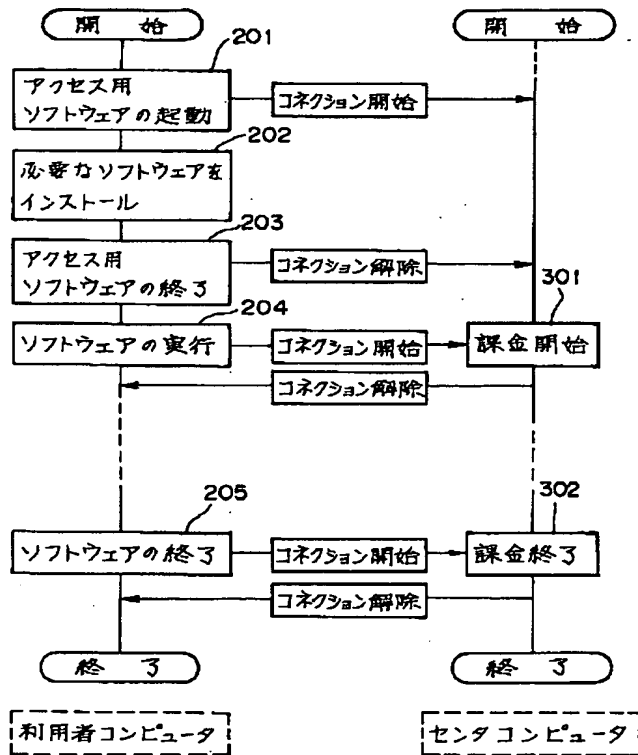 開始
開始
201
アクセス用
ソフトウェアの起動
コネクション開始
202
必要なソフトウェアを
インストール
203
アクセス用
ソフトウェアの終了
コネクション解除
204
301
ソフトウェアの実行
コネクション開始
課金開始
コネクション解除
205
302
ソフトウェアの終了
コネクション開始
課金終了
コネクション解除
終了
終了
利用者コンピュータ
センタコンピュータ